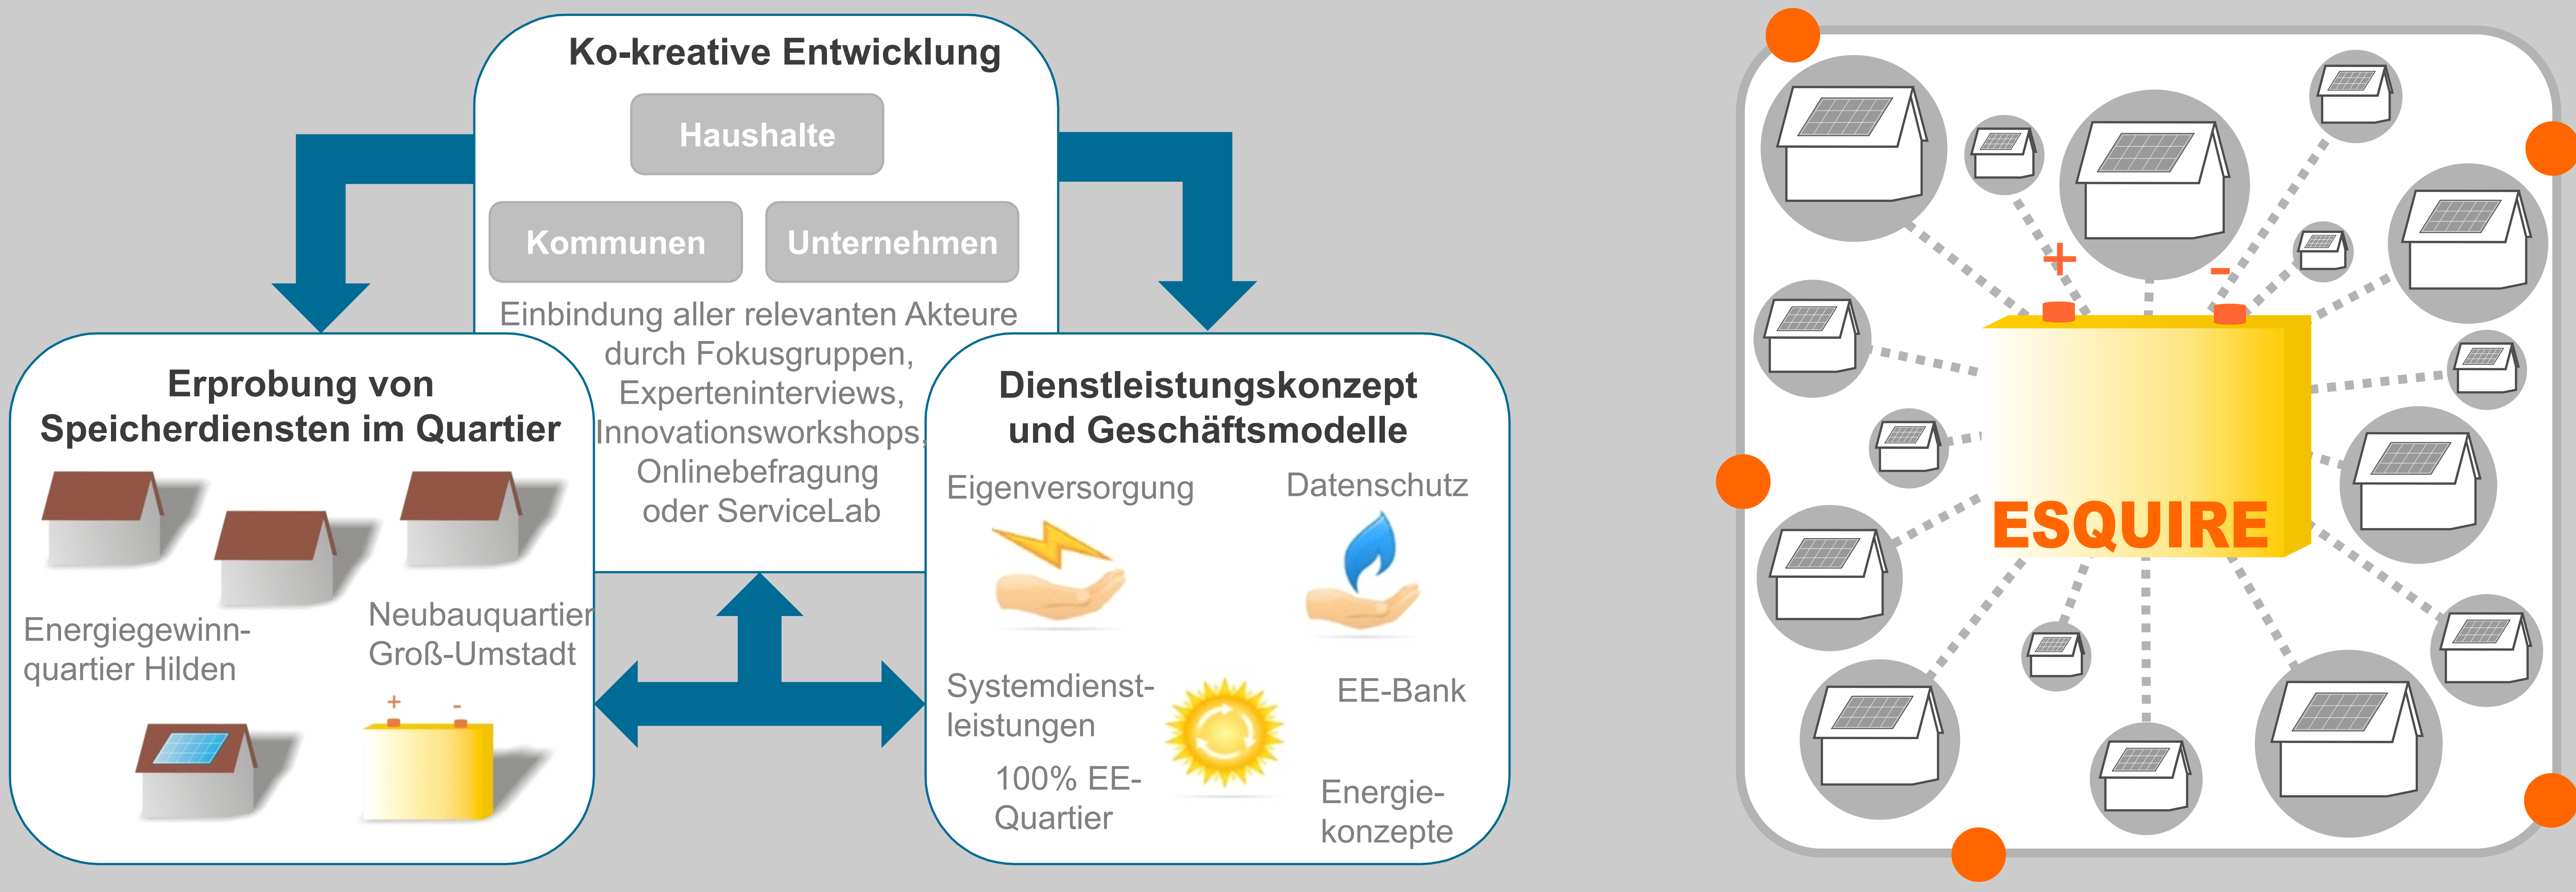 Ko-kreative Entwicklung
Haushalte
Kommunen
Unternehmen
Einbindung aller relevanten Akteure
durch Fokusgruppen,
Experteninterviews,
Innovationsworkshops,
Onlinebefragung
oder ServiceLab
Erprobung von
Speicherdiensten im Quartier
Energiegewinn-
quartier Hilden
Neubauquartier
Groß-Umstadt
+ -
Dienstleistungskonzept
und Geschäftsmodelle
Eigenversorgung
Datenschutz
Systemdienst-
leistungen
EE-Bank
100% EE-
Quartier
Energie-
konzepte
+ -
ESQUIRE